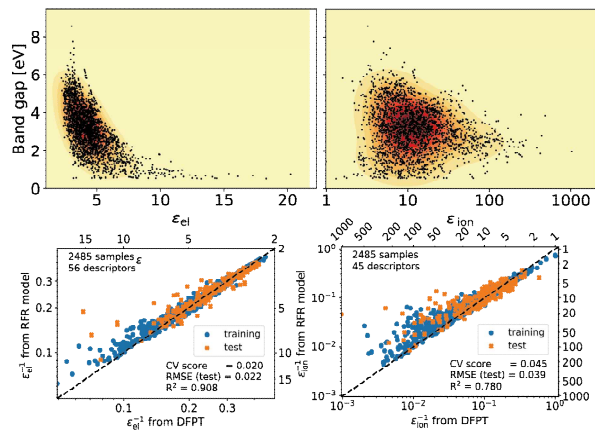 Band gap [eV]
8
6
4
2
0
5 10 15 20
ε_el
1 10 100 1000
ε_ion
15 10 5 2
ε
2485 samples
56 descriptors
0.3
0.2
0.1
2
5
10
15
ε_el^-1 from RFR model
training
test
CV score = 0.020
RMSE (test) = 0.022
R² = 0.908
0.1 0.2 0.3
ε_el^-1 from DFPT
1000 500 200 100 50 20 10 5 2 1
2485 samples
45 descriptors
10^0
10^-1
10^-2
10^-3
1
2
5
10
20
50
100
200
500
1000
ε_ion^-1 from RFR model
training
test
CV score = 0.045
RMSE (test) = 0.039
R² = 0.780
10^-3 10^-2 10^-1 10^0
ε_ion^-1 from DFPT